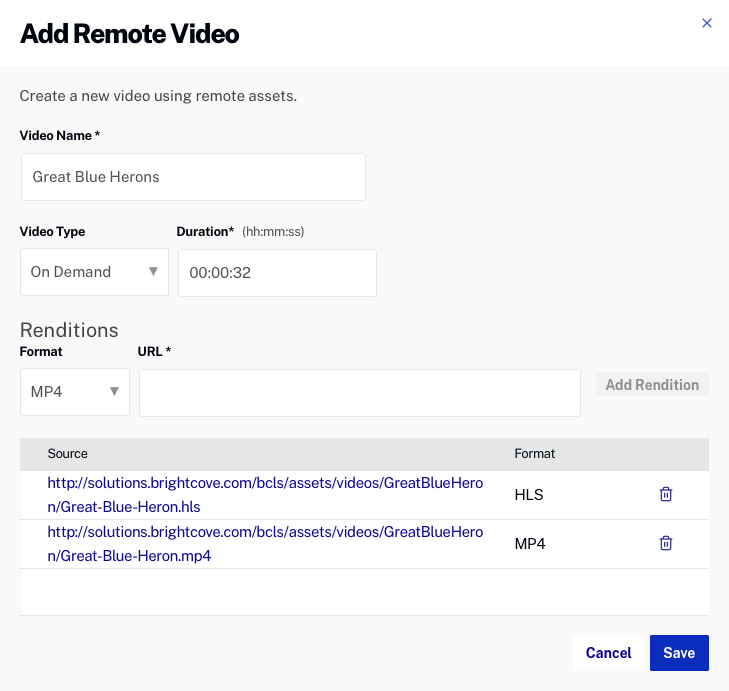 Add Remote Video
Create a new video using remote assets.
Video Name *
Great Blue Herons
Video Type
Duration* (hh:mm:ss)
On Demand
00:00:32
Renditions
Format
URL *
MP4
Add Rendition
Source
Format
http://solutions.brightcove.com/bcls/assets/videos/GreatBlueHero
n/Great-Blue-Heron.hls
HLS
http://solutions.brightcove.com/bcls/assets/videos/GreatBlueHero
n/Great-Blue-Heron.mp4
MP4
Cancel
Save